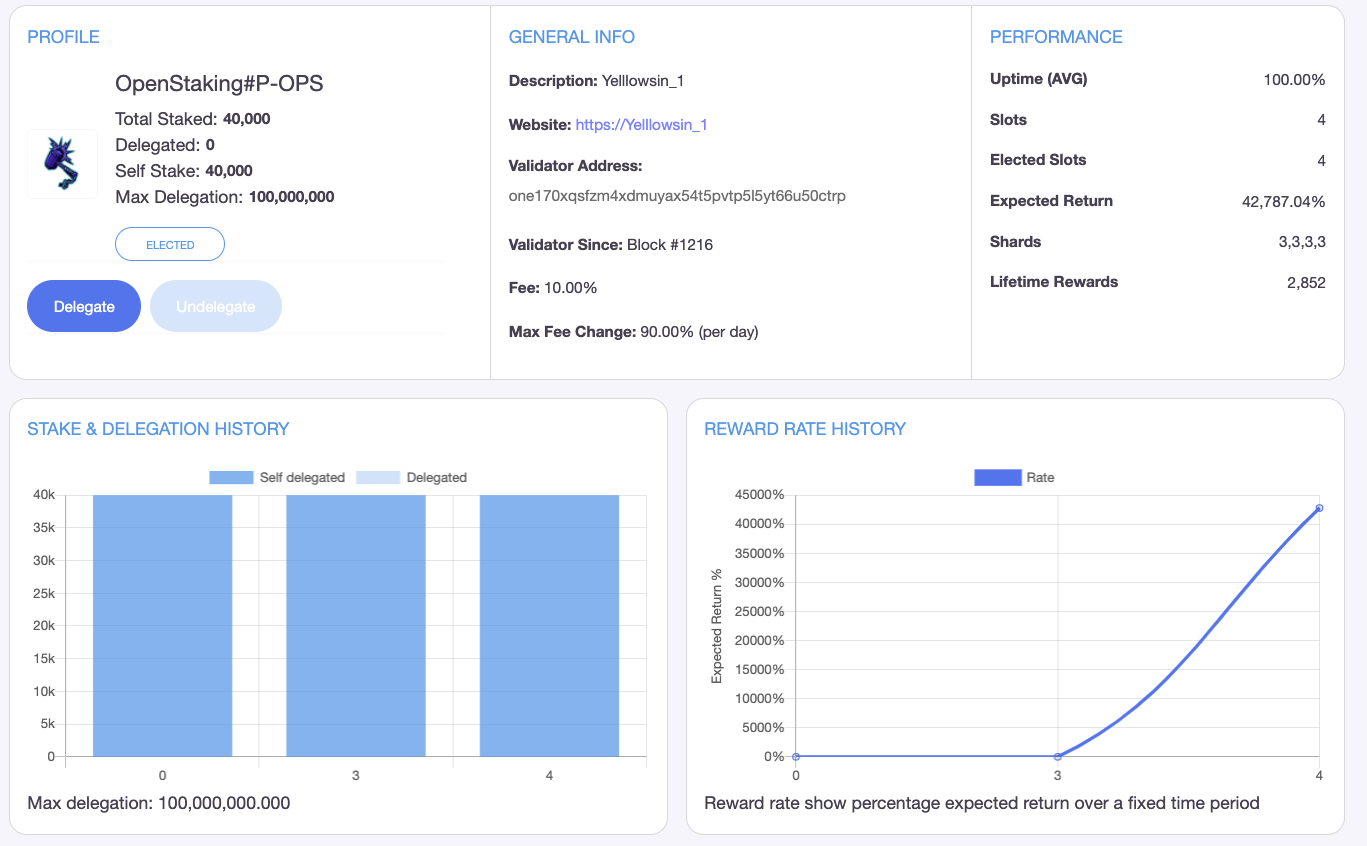 PROFILE
OpenStaking#P-OPS
Total Staked: 40,000
Delegated: 0
Self Stake: 40,000
Max Delegation: 100,000,000
ELECTED
Delegate
Undelegate
GENERAL INFO
Description: Yelllowsin_1
Website: https://Yelllowsin_1
Validator Address:
one170xqsfzm4xdmuyax54t5pvtp5l5yt66u50ctrp
Validator Since: Block #1216
Fee: 10.00%
Max Fee Change: 90.00% (per day)
PERFORMANCE
Uptime (AVG) 100.00%
Slots 4
Elected Slots 4
Expected Return 42,787.04%
Shards 3,3,3,3
Lifetime Rewards 2,852
STAKE & DELEGATION HISTORY
Self delegated Delegated
40k
35k
30k
25k
20k
15k
10k
5k
0
0 3 4
Max delegation: 100,000,000.000
REWARD RATE HISTORY
Rate
Expected Return %
45000%
40000%
35000%
30000%
25000%
20000%
15000%
10000%
5000%
0%
0 3 4
Reward rate show percentage expected return over a fixed time period